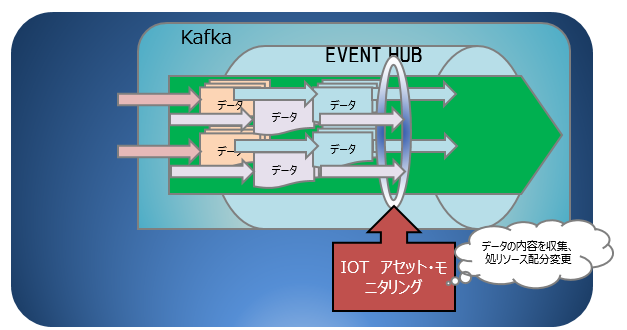 Kafka
EVENT HUB
データ
データ
データ
データ
データ
データ
IOT アセット・モ
ニタリング
データの内容を収集、
処リソース配分変更